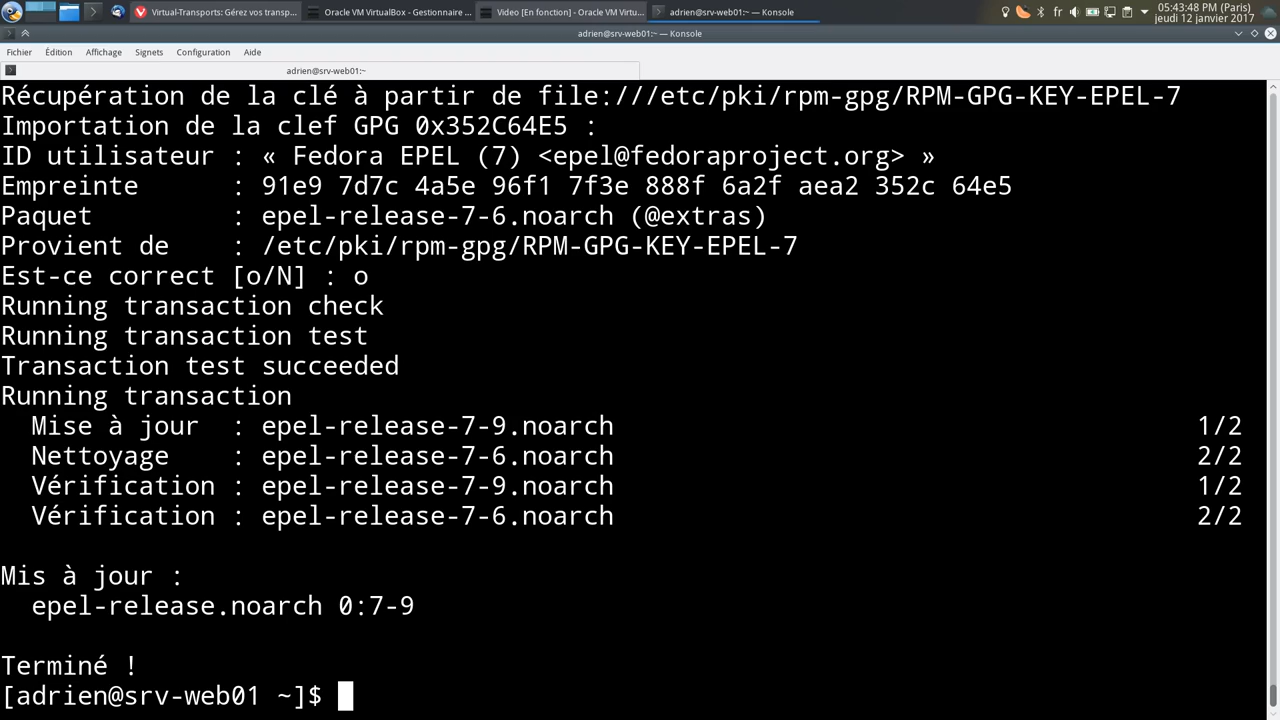 Virtual-Transports: Gérez vos transp...
Oracle VM VirtualBox - Gestionnaire ...
Video [En fonction] - Oracle VM Virtu...
adrien@srv-web01:~ — Konsole
fr
05:43:48 PM (Paris)
jeudi 12 janvier 2017
adrien@srv-web01:~ — Konsole
Fichier Édition Affichage Signets Configuration Aide
adrien@srv-web01:~
Récupération de la clé à partir de file:///etc/pki/rpm-gpg/RPM-GPG-KEY-EPEL-7
Importation de la clef GPG 0x352C64E5 :
ID utilisateur : « Fedora EPEL (7) <epel@fedoraproject.org> »
Empreinte : 91e9 7d7c 4a5e 96f1 7f3e 888f 6a2f aea2 352c 64e5
Paquet : epel-release-7-6.noarch (@extras)
Provient de : /etc/pki/rpm-gpg/RPM-GPG-KEY-EPEL-7
Est-ce correct [o/N] : o
Running transaction check
Running transaction test
Transaction test succeeded
Running transaction
Mise à jour : epel-release-7-9.noarch 1/2
Nettoyage : epel-release-7-6.noarch 2/2
Vérification : epel-release-7-9.noarch 1/2
Vérification : epel-release-7-6.noarch 2/2
Mis à jour :
epel-release.noarch 0:7-9
Terminé !
[adrien@srv-web01 ~]$